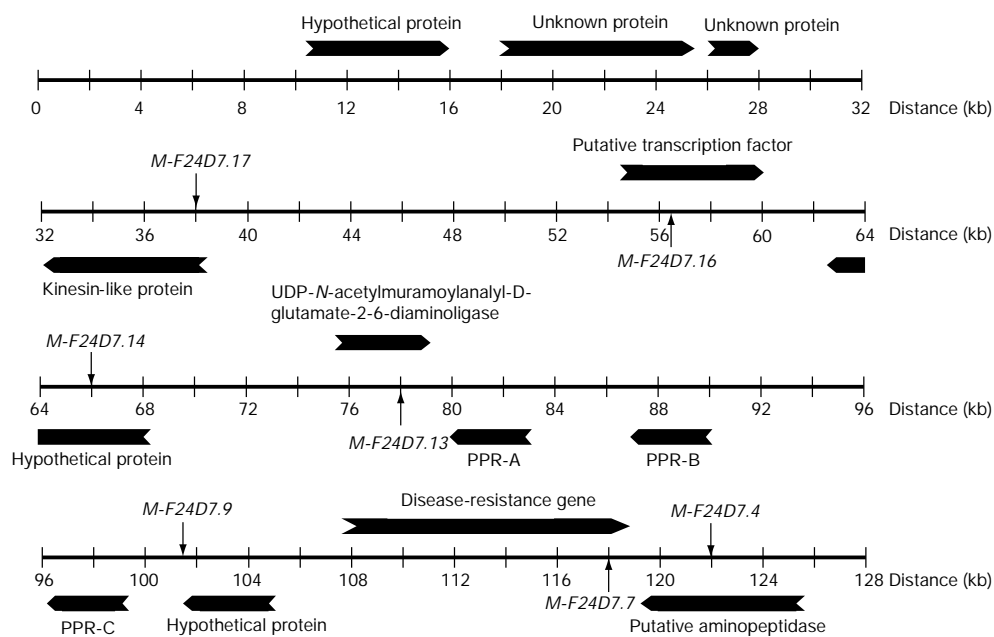 Hypothetical protein
Unknown protein
Unknown protein
0 4 8 12 16 20 24 28 32 Distance (kb)
Putative transcription factor
M-F24D7.17
32 36 40 44 48 52 56 60 64 Distance (kb)
M-F24D7.16
Kinesin-like protein
UDP-N-acetylmuramoylanalyl-D-
glutamate-2-6-diaminoligase
M-F24D7.14
64 68 72 76 80 84 88 92 96 Distance (kb)
M-F24D7.13
Hypothetical protein
PPR-A
PPR-B
Disease-resistance gene
M-F24D7.9
M-F24D7.4
96 100 104 108 112 116 120 124 128 Distance (kb)
M-F24D7.7
PPR-C
Hypothetical protein
Putative aminopeptidase